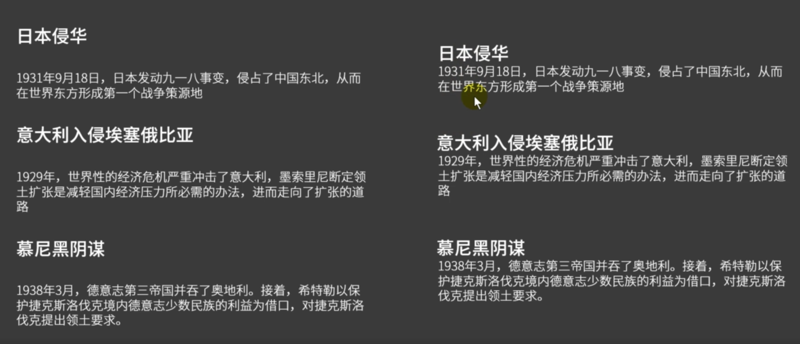 日本侵华
1931年9月18日，日本发动九一八事变，侵占了中国东北，从而
在世界东方形成第一个战争策源地
意大利入侵埃塞俄比亚
1929年，世界性的经济危机严重冲击了意大利，墨索里尼断定领
土扩张是减轻国内经济压力所必需的办法，进而走向了扩张的道
路
慕尼黑阴谋
1938年3月，德意志第三帝国并吞了奥地利。接着，希特勒以保
护捷克斯洛伐克境内德意志少数民族的利益为借口，对捷克斯洛
伐克提出领土要求。
日本侵华
1931年9月18日，日本发动九一八事变，侵占了中国东北，从而
在世界东方形成第一个战争策源地
意大利入侵埃塞俄比亚
1929年，世界性的经济危机严重冲击了意大利，墨索里尼断定领
土扩张是减轻国内经济压力所必需的办法，进而走向了扩张的道
路
慕尼黑阴谋
1938年3月，德意志第三帝国并吞了奥地利。接着，希特勒以保
护捷克斯洛伐克境内德意志少数民族的利益为借口，对捷克斯洛
伐克提出领土要求。